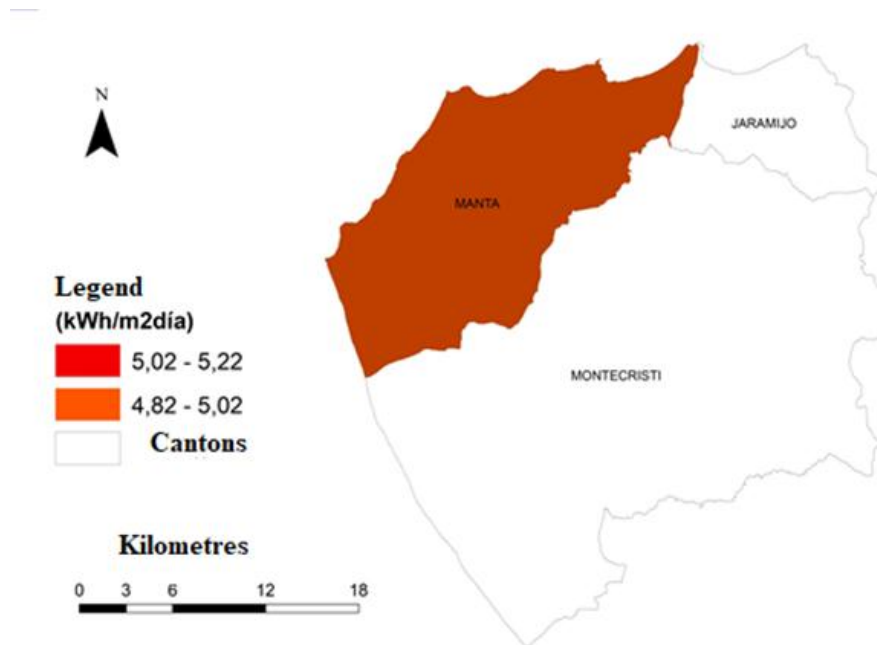 N
JARAMIJO
MANTA
Legend
(kWh/m2día)
5,02 - 5,22
4,82 - 5,02
Cantons
MONTECRISTI
Kilometres
0 3 6 12 18